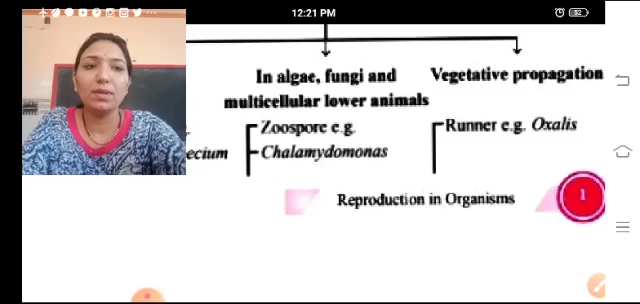 12:21 PM
In algae, fungi and
multicellular lower animals
Vegetative propagation
Zoospore e.g.
Chalamydomonas
ecium
Runner e.g. Oxalis
Reproduction in Organisms
1